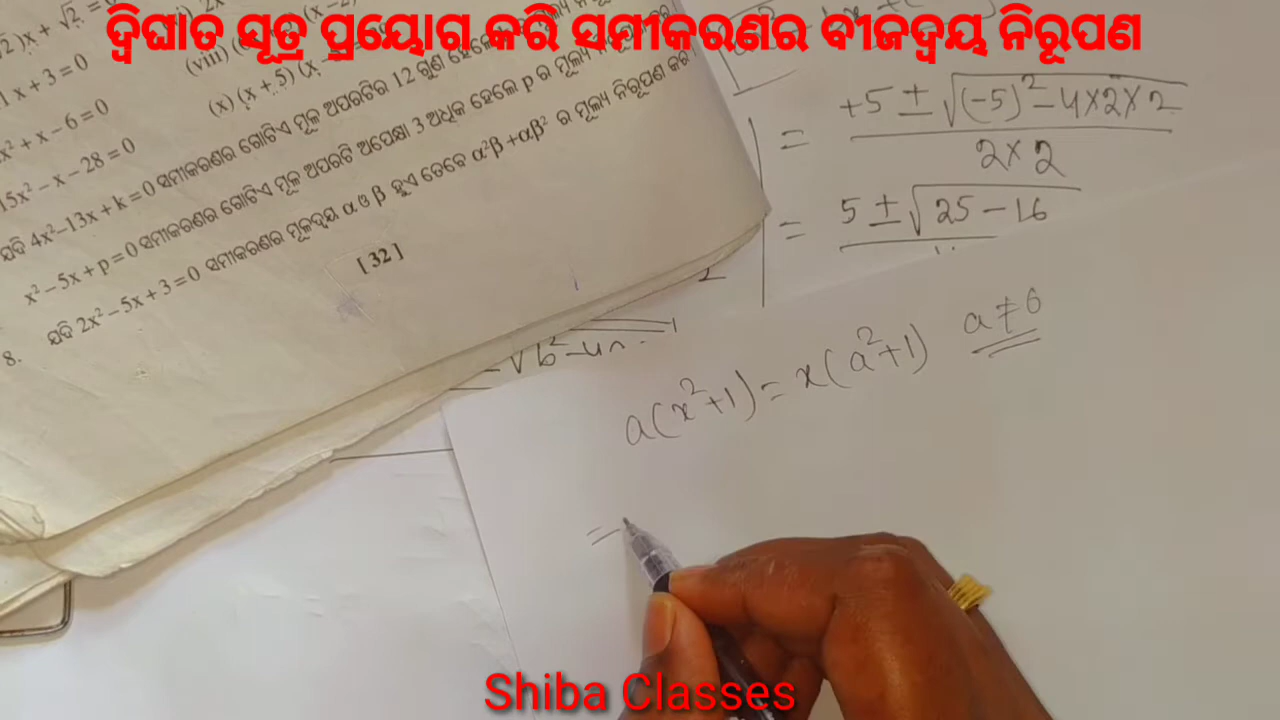 ଦ୍ୱିଘାତ ସୂତ୍ର ପ୍ରୟୋଗ କରି ସମୀକରଣର ବୀଜଦ୍ୱୟ ନିରୂପଣ
1x + 3 = 0
x² + x − 6 = 0
15x² − x − 28 = 0
(viii)
(x) (x + 5) (x −
ଯଦି 4x²−13x + k = 0 ସମୀକରଣର ଗୋଟିଏ ମୂଳ ଅପରଟିର 12 ଗୁଣ ହେଲେ
x² − 5x + p = 0 ସମୀକରଣର ଗୋଟିଏ ମୂଳ ଅପରଟି ଅପେକ୍ଷା 3 ଅଧିକ ହେଲେ p ର ମୂଲ୍ୟ
8. ଯଦି 2x² − 5x + 3 = 0 ସମୀକରଣର ମୂଳଦ୍ୱୟ α ଓ β ହୁଏ ତେବେ α²β +αβ² ର ମୂଲ୍ୟ ନିରୂପଣ କରି
[ 32 ]
= +5 ± √(-5)² − 4×2×2
2×2
= 5 ± √25 − 16
a(x²+1) = x(a²+1) a ≠ 0
=
Shiba Classes